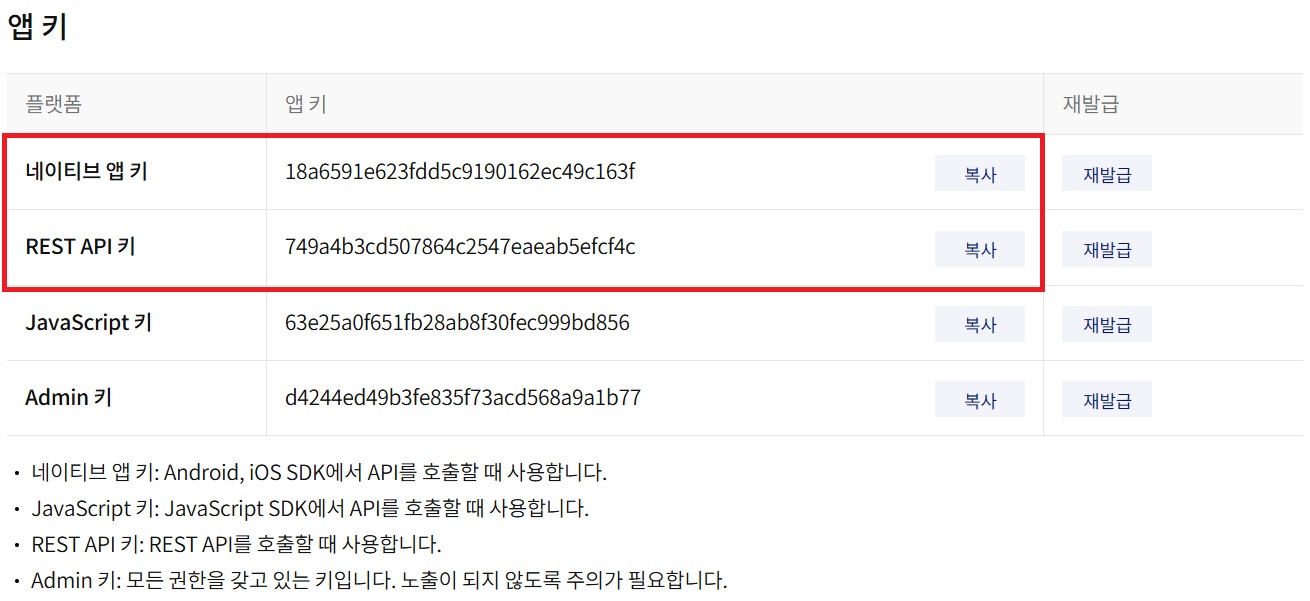 앱 키
플랫폼 앱 키 재발급
네이티브 앱 키 18a6591e623fdd5c9190162ec49c163f 복사 재발급
REST API 키 749a4b3cd507864c2547eaeab5efcf4c 복사 재발급
JavaScript 키 63e25a0f651fb28ab8f30fec999bd856 복사 재발급
Admin 키 d4244ed49b3fe835f73acd568a9a1b77 복사 재발급
• 네이티브 앱 키: Android, iOS SDK에서 API를 호출할 때 사용합니다.
• JavaScript 키: JavaScript SDK에서 API를 호출할 때 사용합니다.
• REST API 키: REST API를 호출할 때 사용합니다.
• Admin 키: 모든 권한을 갖고 있는 키입니다. 노출이 되지 않도록 주의가 필요합니다.